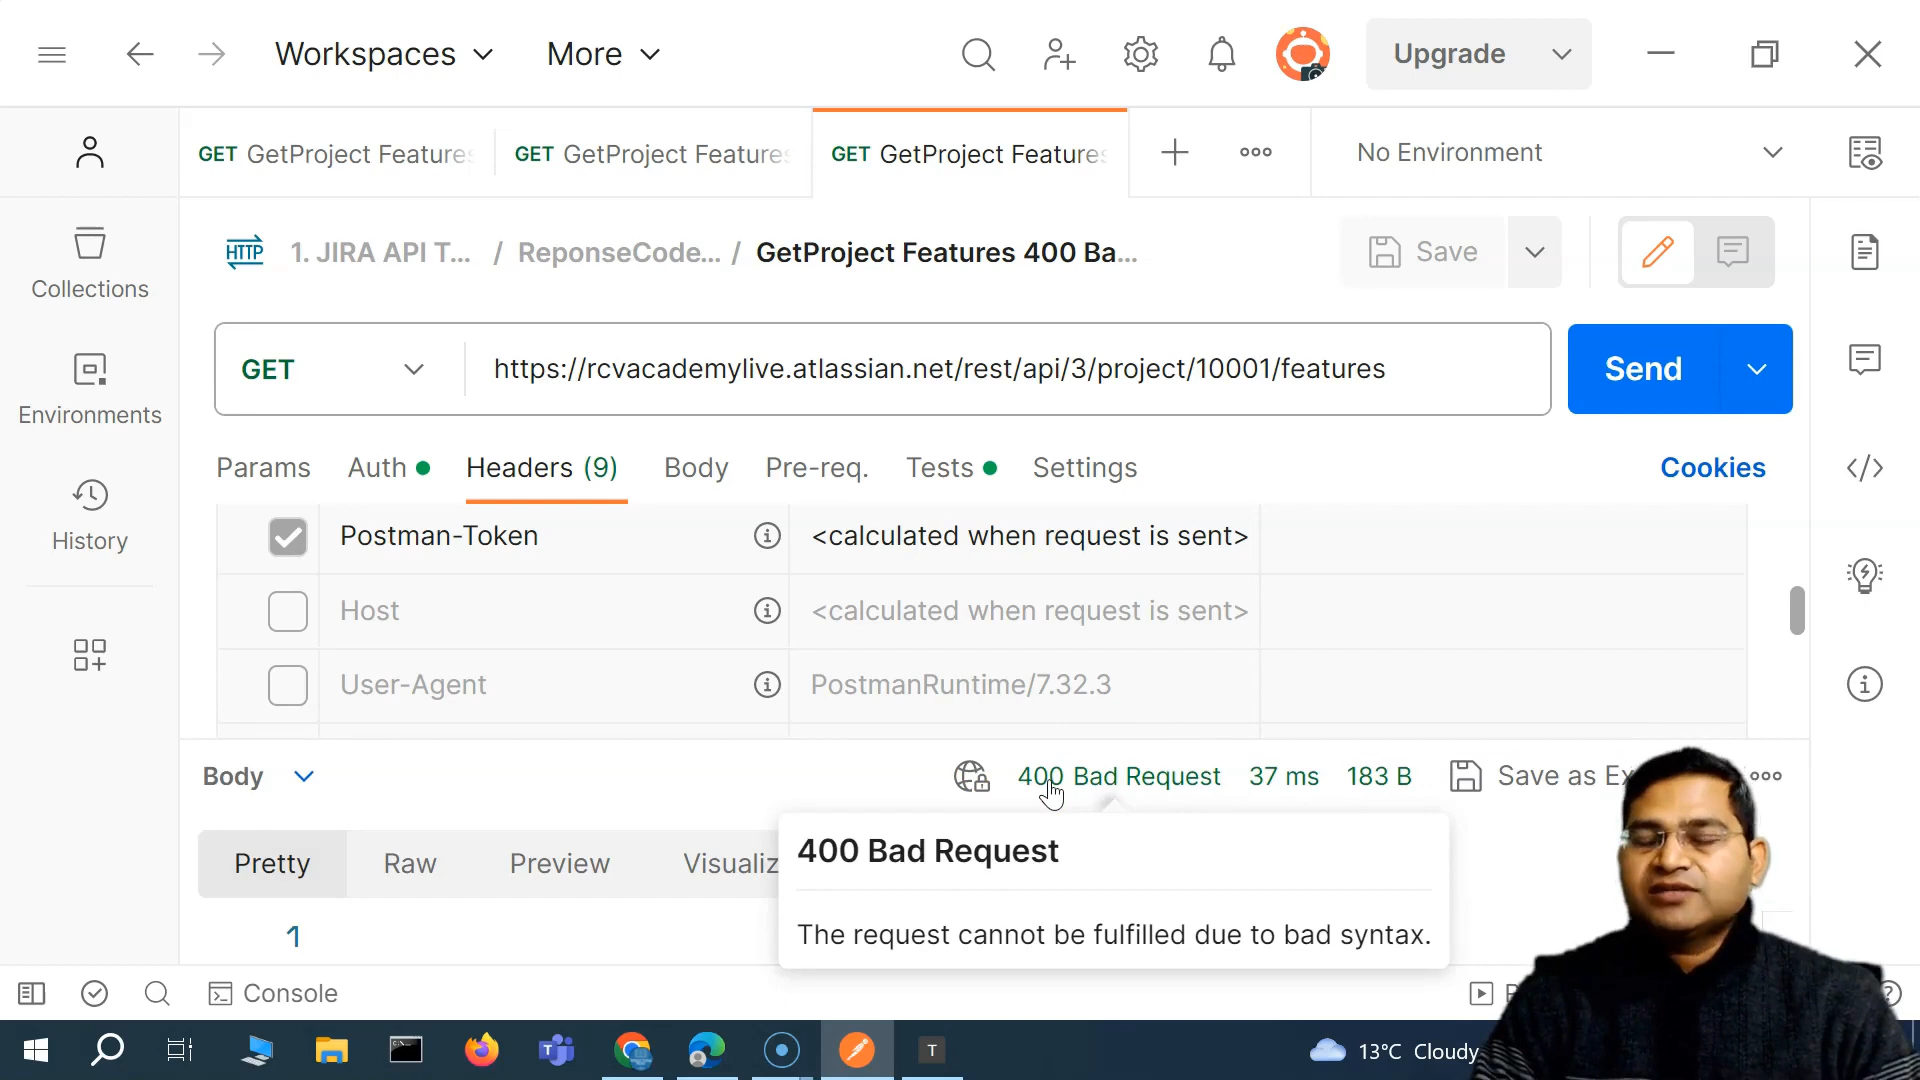 Workspaces More Upgrade
GET GetProject Features GET GetProject Features GET GetProject Features No Environment
HTTP 1. JIRA API T... / ReponseCode... / GetProject Features 400 Ba... Save
Collections
GET https://rcvacademylive.atlassian.net/rest/api/3/project/10001/features Send
Environments
Params Auth Headers (9) Body Pre-req. Tests Settings Cookies
History
Postman-Token <calculated when request is sent>
Host <calculated when request is sent>
User-Agent PostmanRuntime/7.32.3
Body 400 Bad Request 37 ms 183 B Save as Ex
Pretty Raw Preview Visualiz
400 Bad Request
The request cannot be fulfilled due to bad syntax.
1
Console
T T 13°C Cloudy